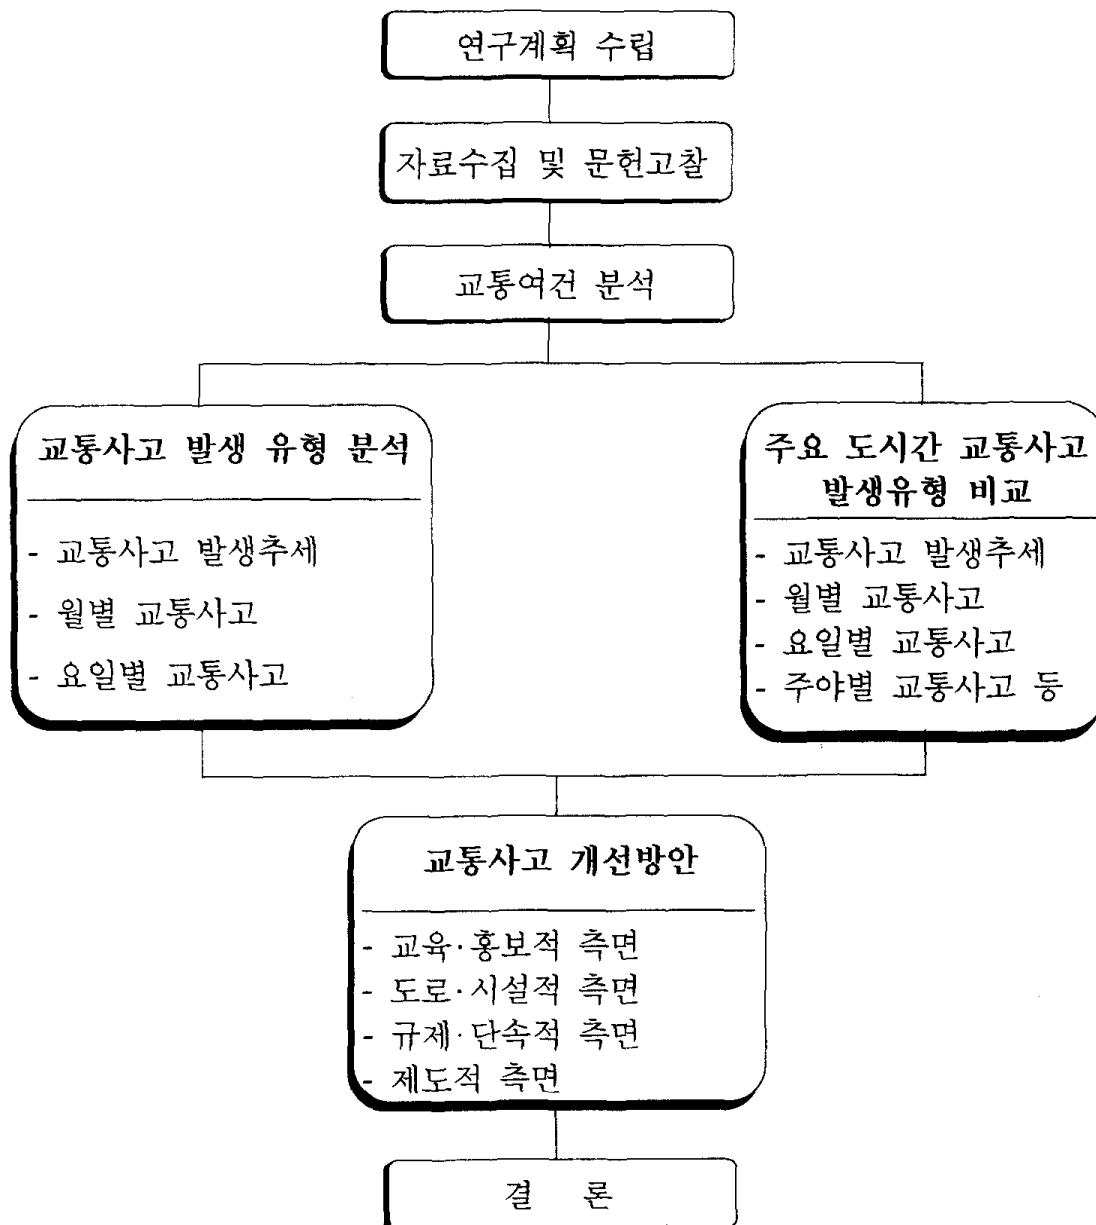 연구계획 수립
자료수집 및 문헌고찰
교통여건 분석
교통사고 발생 유형 분석
- 교통사고 발생추세
- 월별 교통사고
- 요일별 교통사고
주요 도시간 교통사고
발생유형 비교
- 교통사고 발생추세
- 월별 교통사고
- 요일별 교통사고
- 주야별 교통사고 등
교통사고 개선방안
- 교육·홍보적 측면
- 도로·시설적 측면
- 규제·단속적 측면
- 제도적 측면
결 론